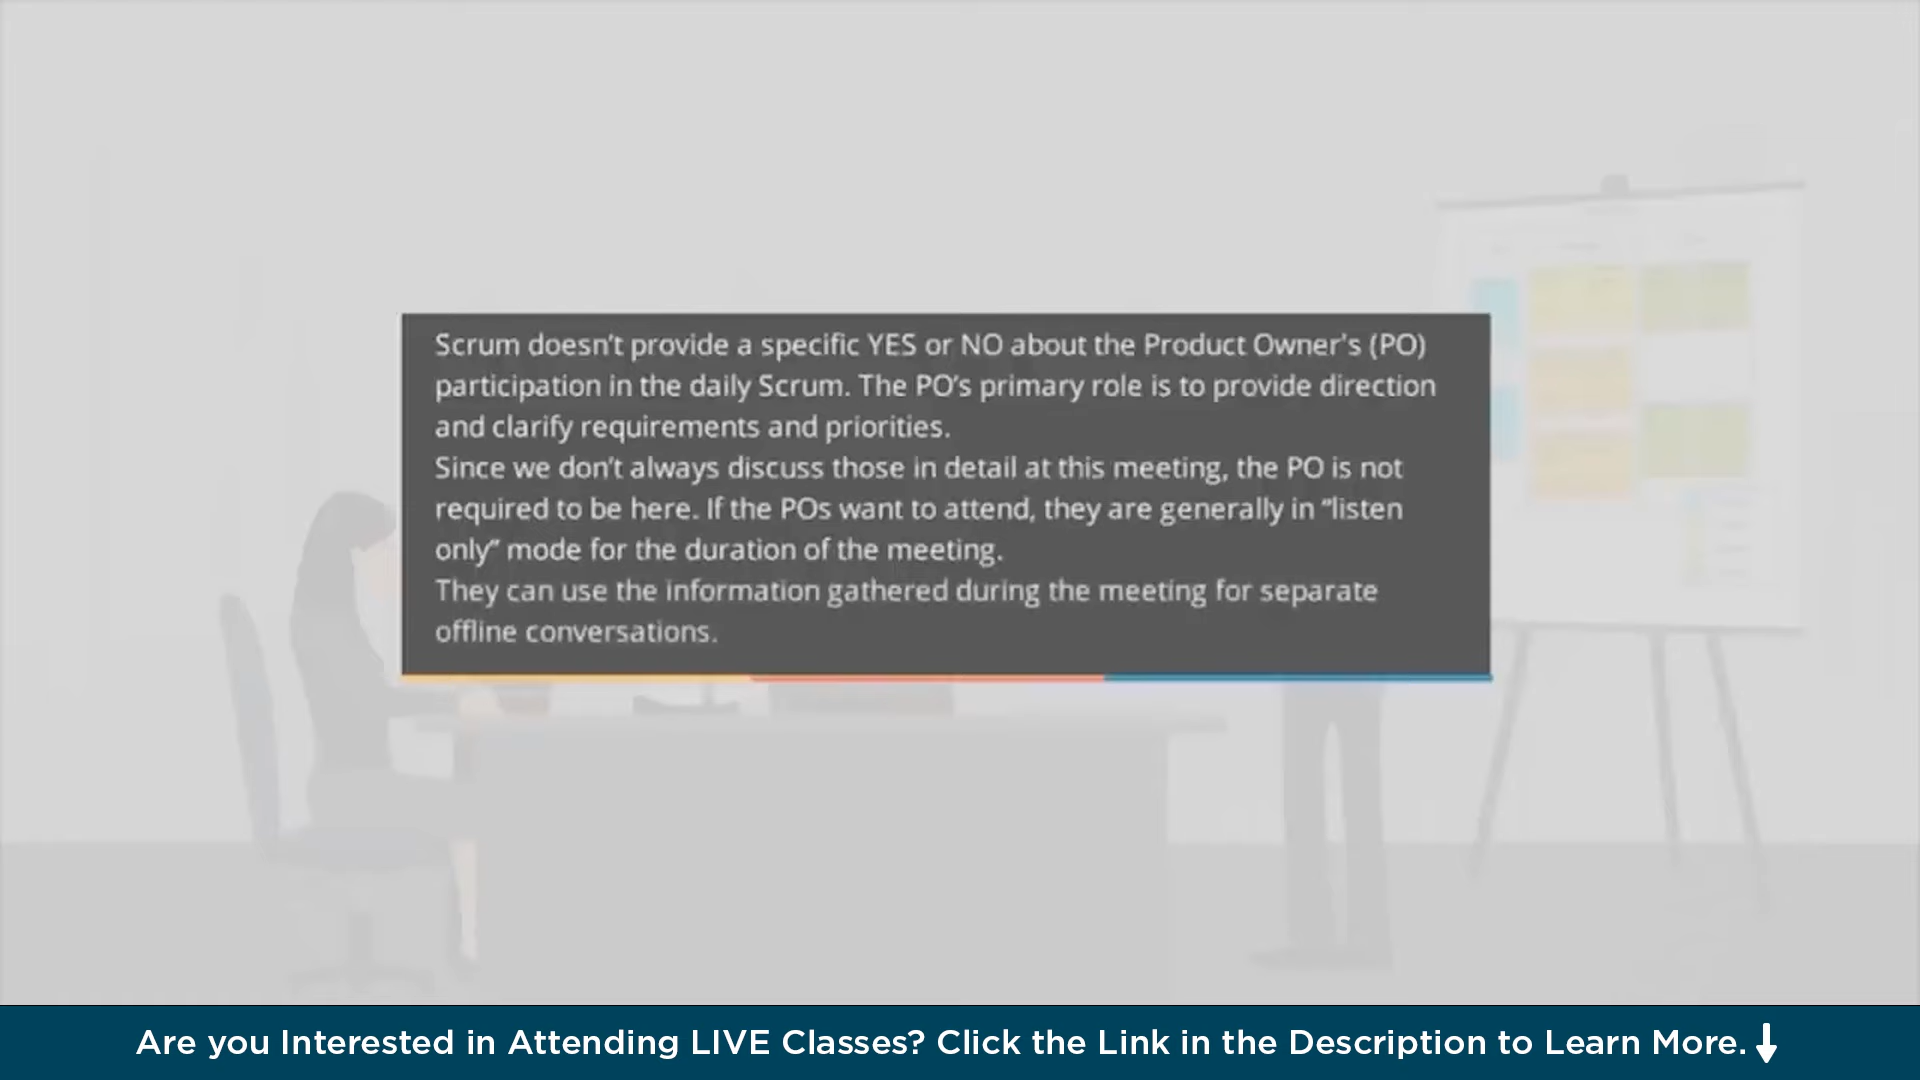 Scrum doesn't provide a specific YES or NO about the Product Owner's (PO)
participation in the daily Scrum. The PO's primary role is to provide direction
and clarify requirements and priorities.
Since we don't always discuss those in detail at this meeting, the PO is not
required to be here. If the POs want to attend, they are generally in “listen
only” mode for the duration of the meeting.
They can use the information gathered during the meeting for separate
offline conversations.
Are you Interested in Attending LIVE Classes? Click the Link in the Description to Learn More.